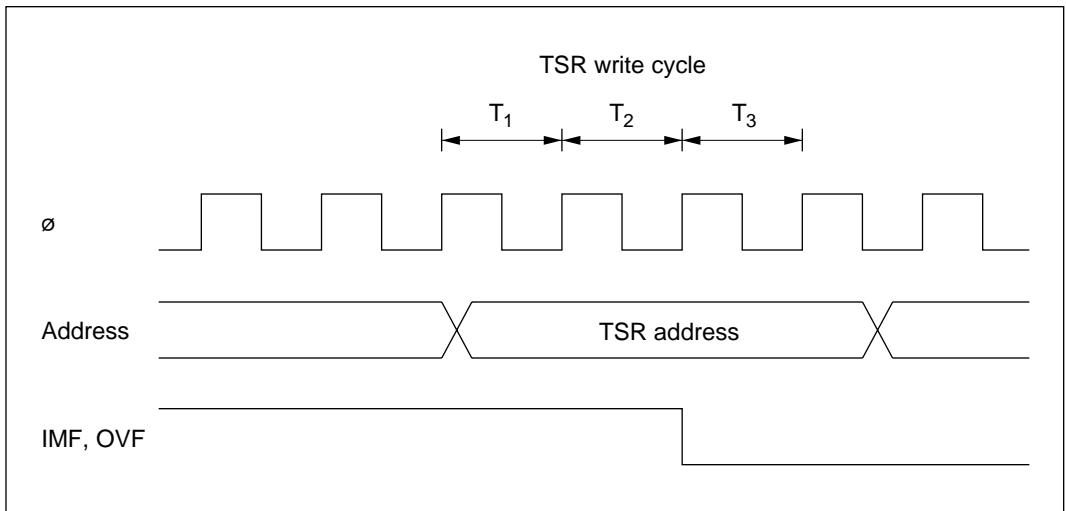 TSR write cycle
T1 T2 T3
ø
Address
TSR address
IMF, OVF